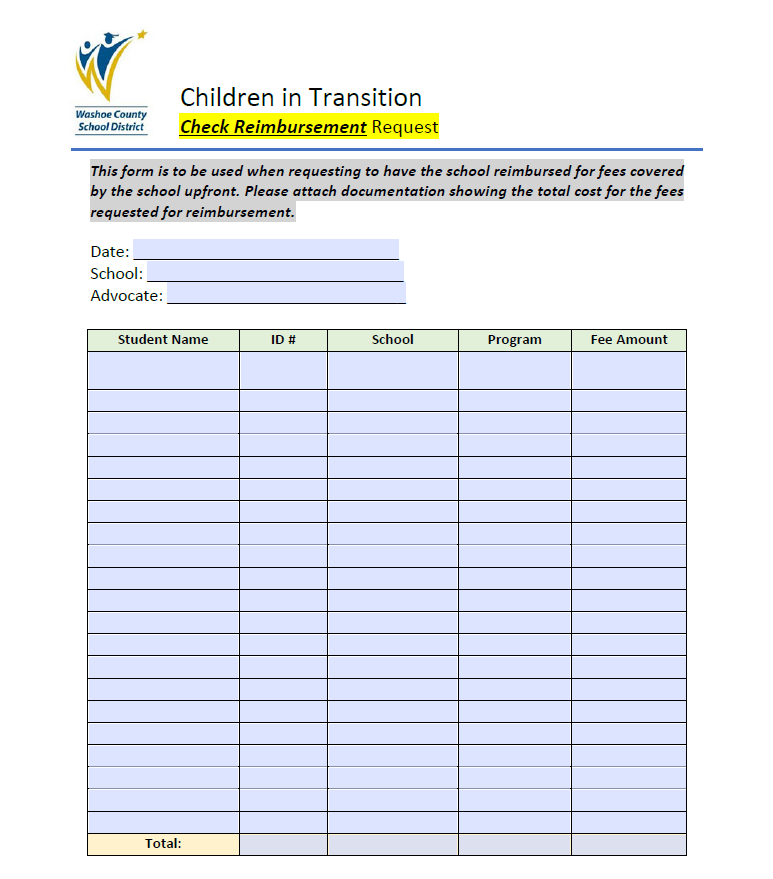 Washoe County
School District
Children in Transition
Check Reimbursement Request
This form is to be used when requesting to have the school reimbursed for fees covered
by the school upfront. Please attach documentation showing the total cost for the fees
requested for reimbursement.
Date:
School:
Advocate:
Student Name ID # School Program Fee Amount
Total: